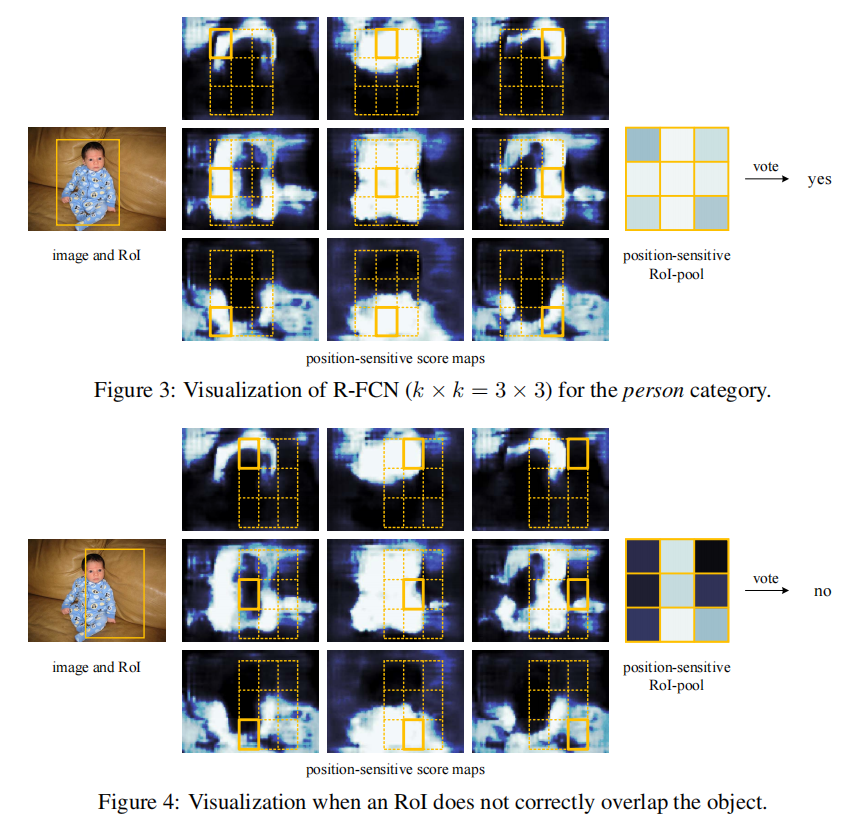 vote
yes
image and RoI
position-sensitive
RoI-pool
position-sensitive score maps
Figure 3: Visualization of R-FCN (k × k = 3 × 3) for the person category.
vote
no
image and RoI
position-sensitive
RoI-pool
position-sensitive score maps
Figure 4: Visualization when an RoI does not correctly overlap the object.